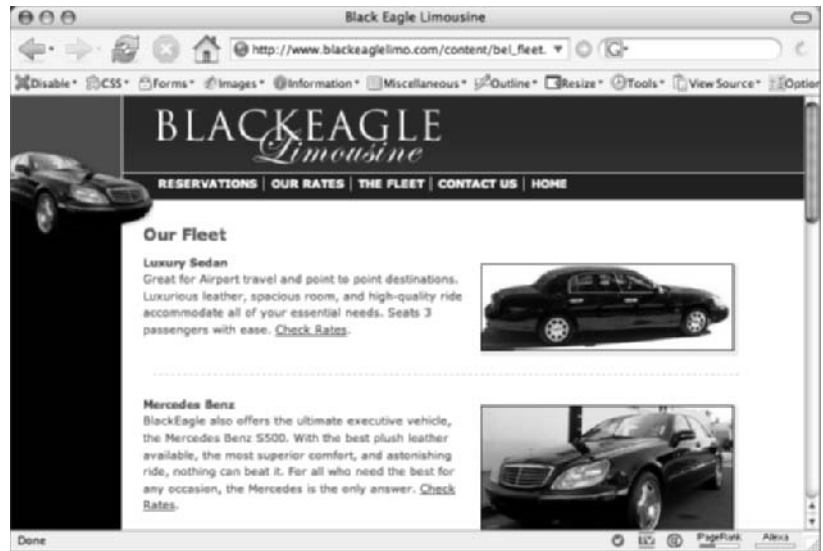 Black Eagle Limousine
http://www.blackeaglelimo.com/content/bel_fleet.
G
Disable CSS Forms Images Information Miscellaneous Outline Resize Tools View Source Option
BLACKEAGLE
Limousine
RESERVATIONS | OUR RATES | THE FLEET | CONTACT US | HOME
Our Fleet
Luxury Sedan
Great for Airport travel and point to point destinations.
Luxurious leather, spacious room, and high-quality ride
accommodate all of your essential needs. Seats 3
passengers with ease. Check Rates.
Mercedes Benz
BlackEagle also offers the ultimate executive vehicle,
the Mercedes Benz S500. With the best plush leather
available, the most superior comfort, and astonishing
ride, nothing can beat it. For all who need the best for
any occasion, the Mercedes is the only answer. Check
Rates.
Done
PageRank Alexa